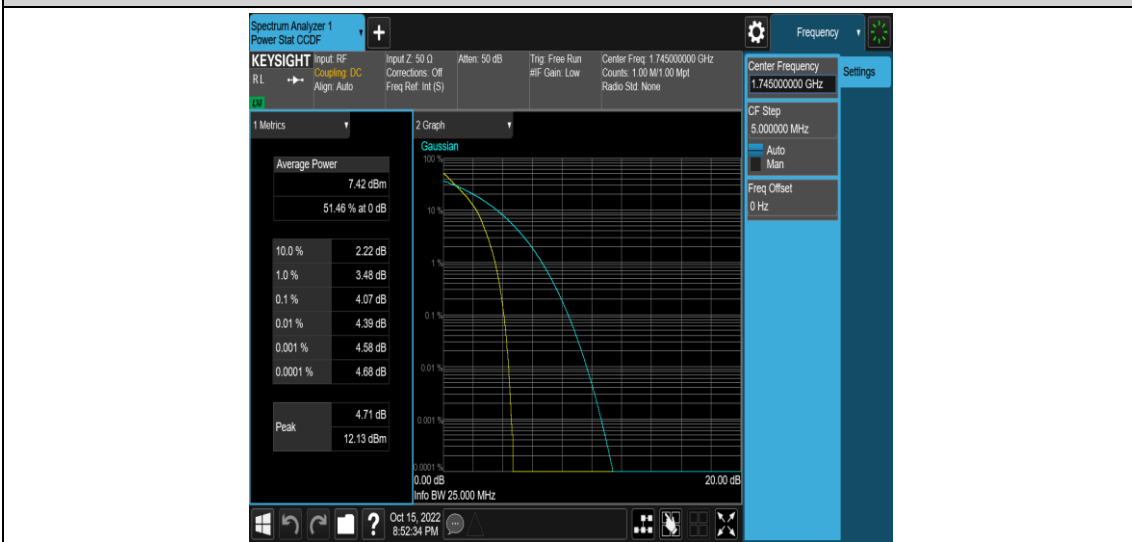 Spectrum Analyzer 1
Power Stat CCDF
+
Frequency
KEYSIGHT
R L
LM
Input: RF
Coupling: DC
Align: Auto
Input Z: 50 Ω
Corrections: Off
Freq Ref: Int (S)
Atten: 50 dB
Trig: Free Run
#IF Gain: Low
Center Freq: 1.745000000 GHz
Counts: 1.00 M/1.00 Mpt
Radio Std: None
Center Frequency
1.745000000 GHz
Settings
CF Step
5.000000 MHz
Auto
Man
Freq Offset
0 Hz
1 Metrics
Average Power
7.42 dBm
51.46 % at 0 dB
10.0 % 2.22 dB
1.0 % 3.48 dB
0.1 % 4.07 dB
0.01 % 4.39 dB
0.001 % 4.58 dB
0.0001 % 4.68 dB
Peak
4.71 dB
12.13 dBm
2 Graph
Gaussian
100 %
10 %
1 %
0.1 %
0.01 %
0.001 %
0.0001 %
0.00 dB 20.00 dB
Info BW 25.000 MHz
?
Oct 15, 2022
8:52:34 PM